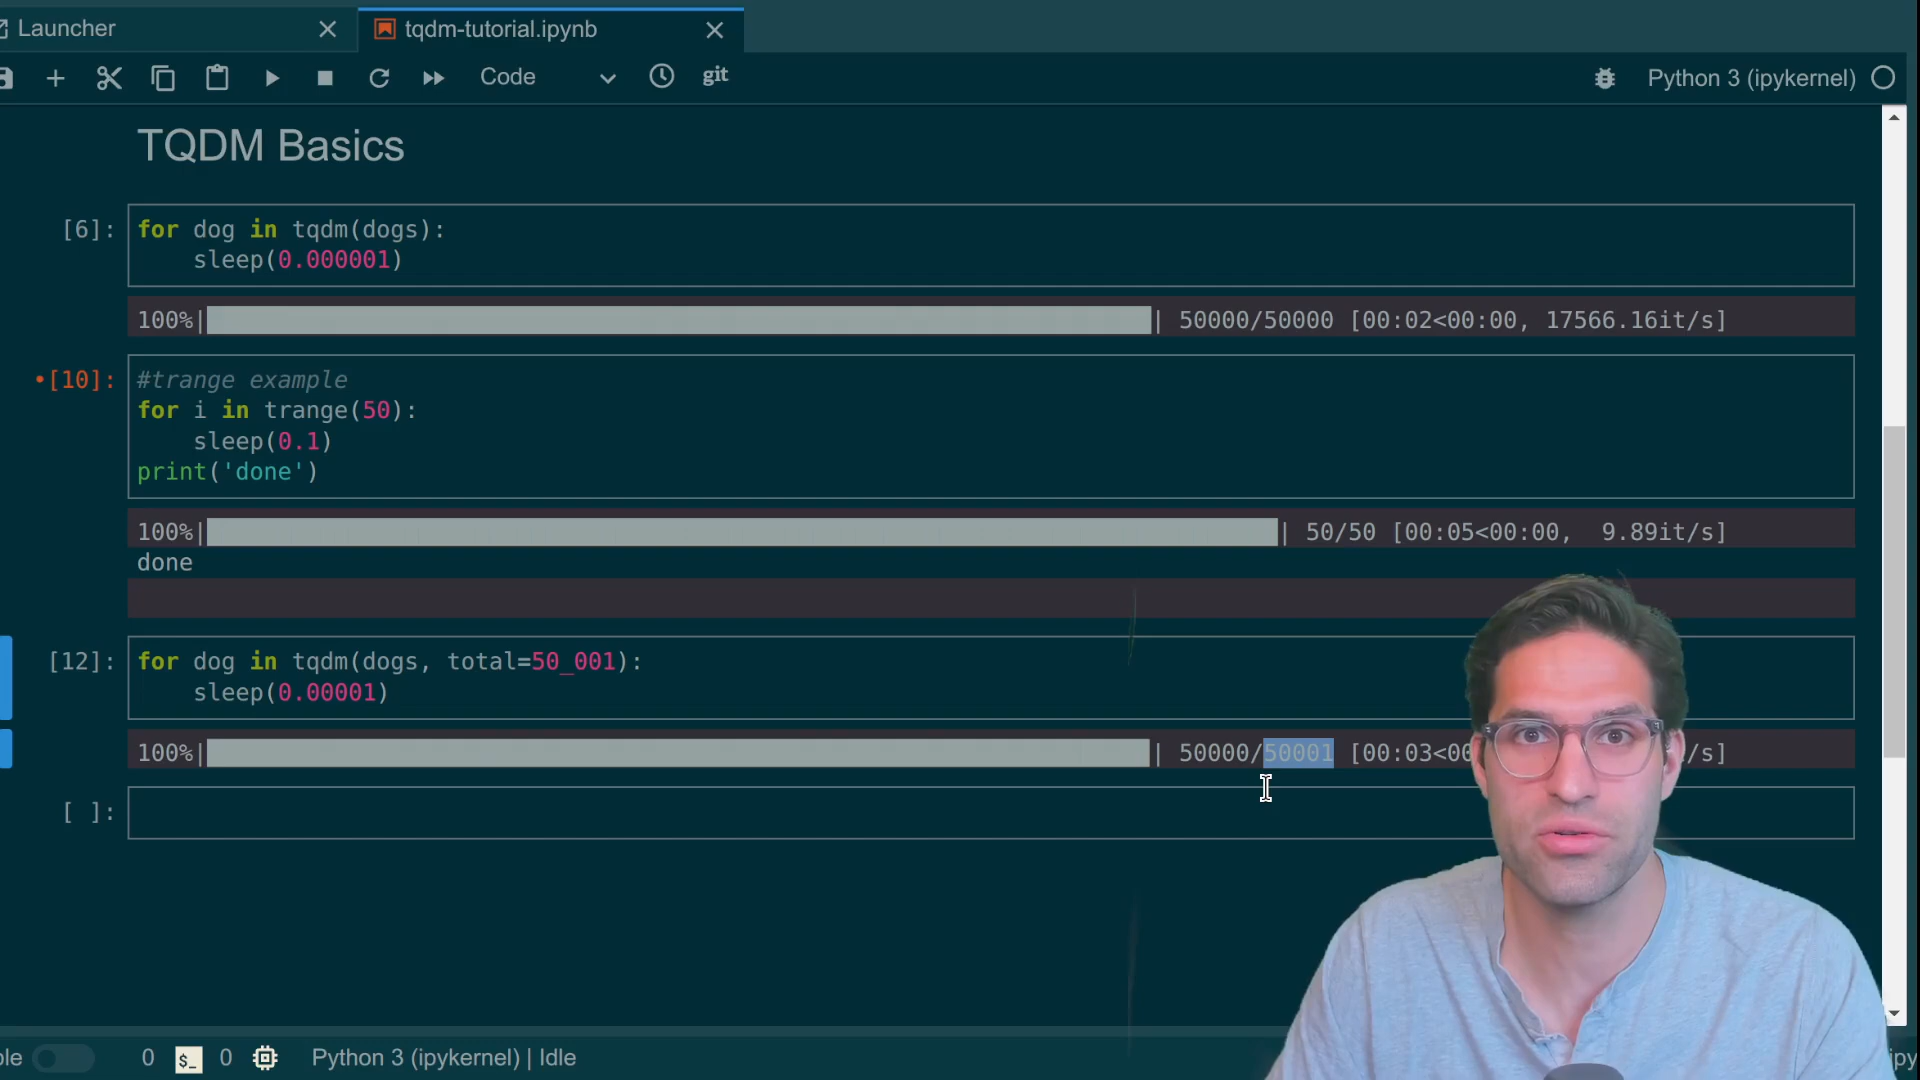 Launcher
tqdm-tutorial.ipynb
Code
git
Python 3 (ipykernel)
TQDM Basics
[6]:
for dog in tqdm(dogs):
sleep(0.000001)
100%| | 50000/50000 [00:02<00:00, 17566.16it/s]
[10]:
#trange example
for i in trange(50):
sleep(0.1)
print('done')
100%| | 50/50 [00:05<00:00, 9.89it/s]
done
[12]:
for dog in tqdm(dogs, total=50_001):
sleep(0.00001)
100%| | 50000/50001 [00:03<00 /s]
[ ]:
0 $_ 0 Python 3 (ipykernel) | Idle